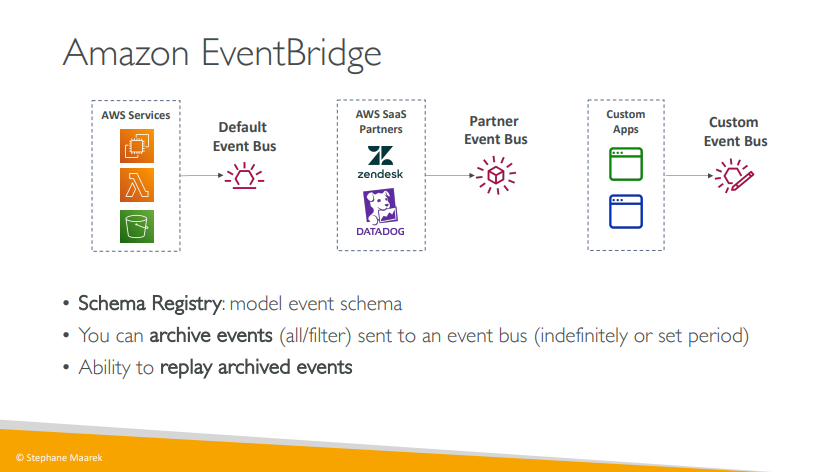 Amazon EventBridge
AWS Services
Default
Event Bus
AWS SaaS
Partners
zendesk
DATADOG
Partner
Event Bus
Custom
Apps
Custom
Event Bus
• Schema Registry: model event schema
• You can archive events (all/filter) sent to an event bus (indefinitely or set period)
• Ability to replay archived events
© Stephane Maarek